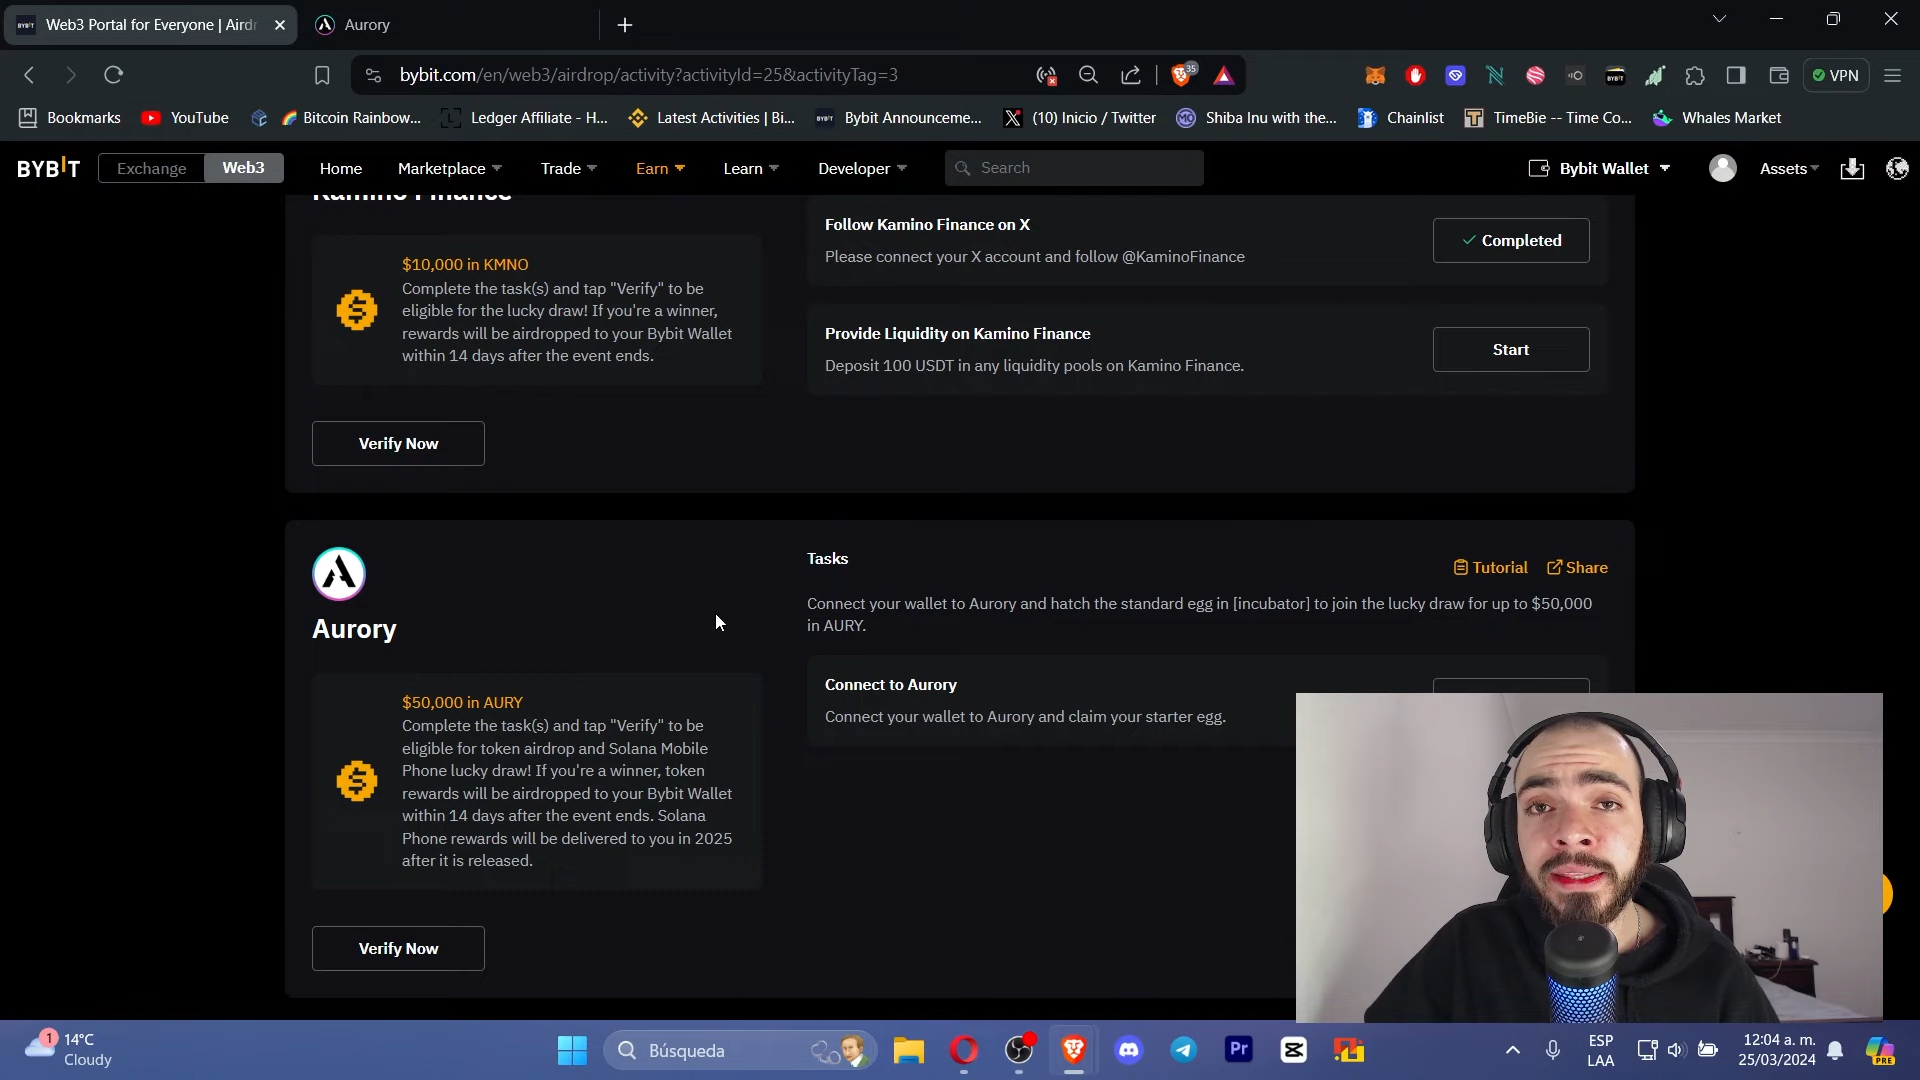 Web3 Portal for Everyone | Airdr
Aurory
bybit.com/en/web3/airdrop/activity?activityId=25&activityTag=3
35
BYBIT
VPN
Bookmarks
YouTube
Bitcoin Rainbow...
Ledger Affiliate - H...
Latest Activities | Bi...
Bybit Announceme...
(10) Inicio / Twitter
Shiba Inu with the...
Chainlist
TimeBie -- Time Co...
Whales Market
BYBIT
Exchange
Web3
Home
Marketplace
Trade
Earn
Learn
Developer
Search
Bybit Wallet
Assets
Kamino Finance
$10,000 in KMNO
Complete the task(s) and tap "Verify" to be
eligible for the lucky draw! If you're a winner,
rewards will be airdropped to your Bybit Wallet
within 14 days after the event ends.
Verify Now
Follow Kamino Finance on X
Please connect your X account and follow @KaminoFinance
Completed
Provide Liquidity on Kamino Finance
Deposit 100 USDT in any liquidity pools on Kamino Finance.
Start
Aurory
$50,000 in AURY
Complete the task(s) and tap "Verify" to be
eligible for token airdrop and Solana Mobile
Phone lucky draw! If you're a winner, token
rewards will be airdropped to your Bybit Wallet
within 14 days after the event ends. Solana
Phone rewards will be delivered to you in 2025
after it is released.
Verify Now
Tasks
Tutorial
Share
Connect your wallet to Aurory and hatch the standard egg in [incubator] to join the lucky draw for up to $50,000
in AURY.
Connect to Aurory
Connect your wallet to Aurory and claim your starter egg.
1
14°C
Cloudy
Búsqueda
Pr
ESP
LAA
12:04 a. m.
25/03/2024
PRE